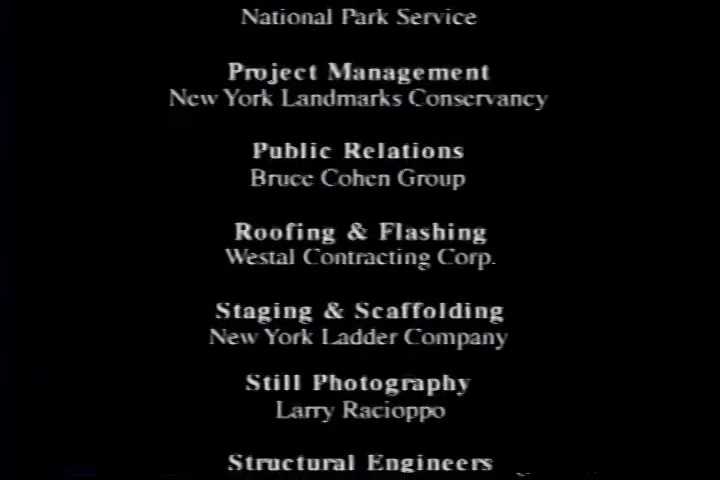 National Park Service
Project Management
New York Landmarks Conservancy
Public Relations
Bruce Cohen Group
Roofing & Flashing
Westal Contracting Corp.
Staging & Scaffolding
New York Ladder Company
Still Photography
Larry Racioppo
Structural Engineers